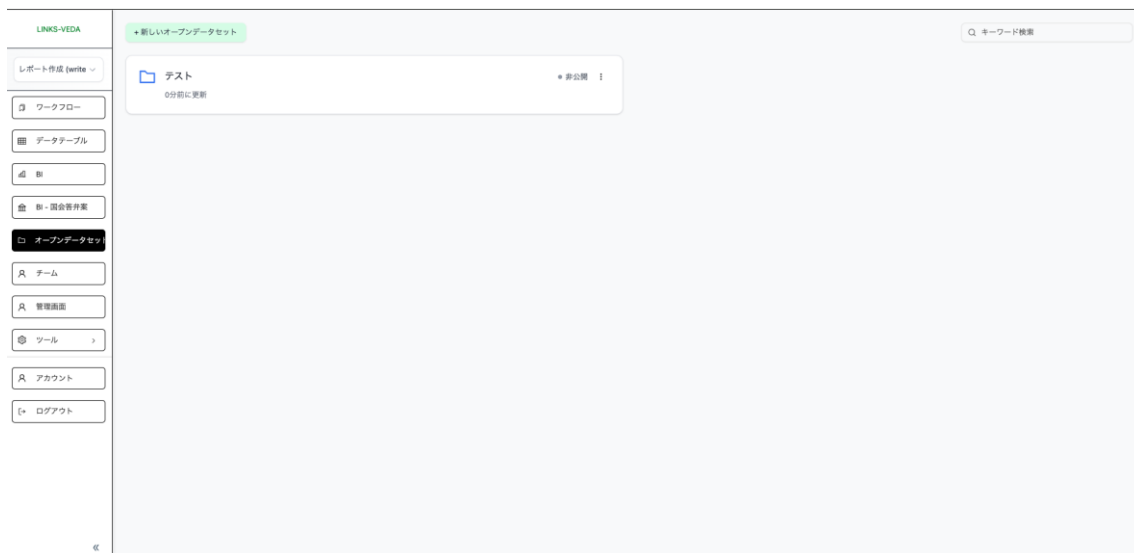 LINKS-VEDA
レポート作成 (write
ワークフロー
データテーブル
BI
BI - 国会答弁案
オープンデータセット
チーム
管理画面
ツール
アカウント
ログアウト
+ 新しいオープンデータセット
キーワード検索
テスト
非公開
0分前に更新